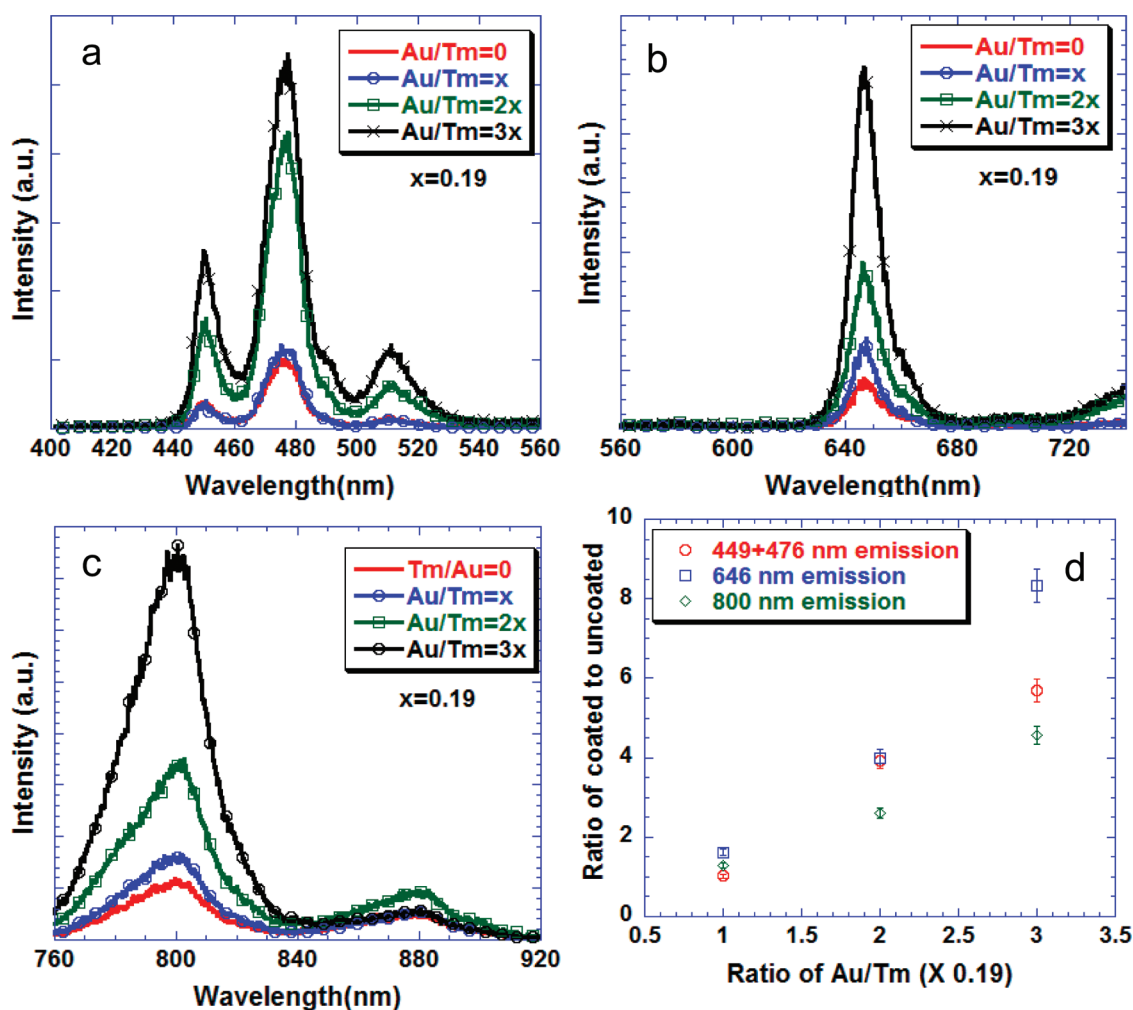 a
Au/Tm=0
Au/Tm=x
Au/Tm=2x
Au/Tm=3x
x=0.19
Intensity (a.u.)
400 420 440 460 480 500 520 540 560
Wavelength(nm)
b
Au/Tm=0
Au/Tm=x
Au/Tm=2x
Au/Tm=3x
x=0.19
Intensity (a.u.)
560 600 640 680 720
Wavelength(nm)
c
Tm/Au=0
Au/Tm=x
Au/Tm=2x
Au/Tm=3x
x=0.19
Intensity (a.u.)
760 800 840 880 920
Wavelength(nm)
d
449+476 nm emission
646 nm emission
800 nm emission
Ratio of coated to uncoated
10
8
6
4
2
0
0.5 1 1.5 2 2.5 3 3.5
Ratio of Au/Tm (X 0.19)